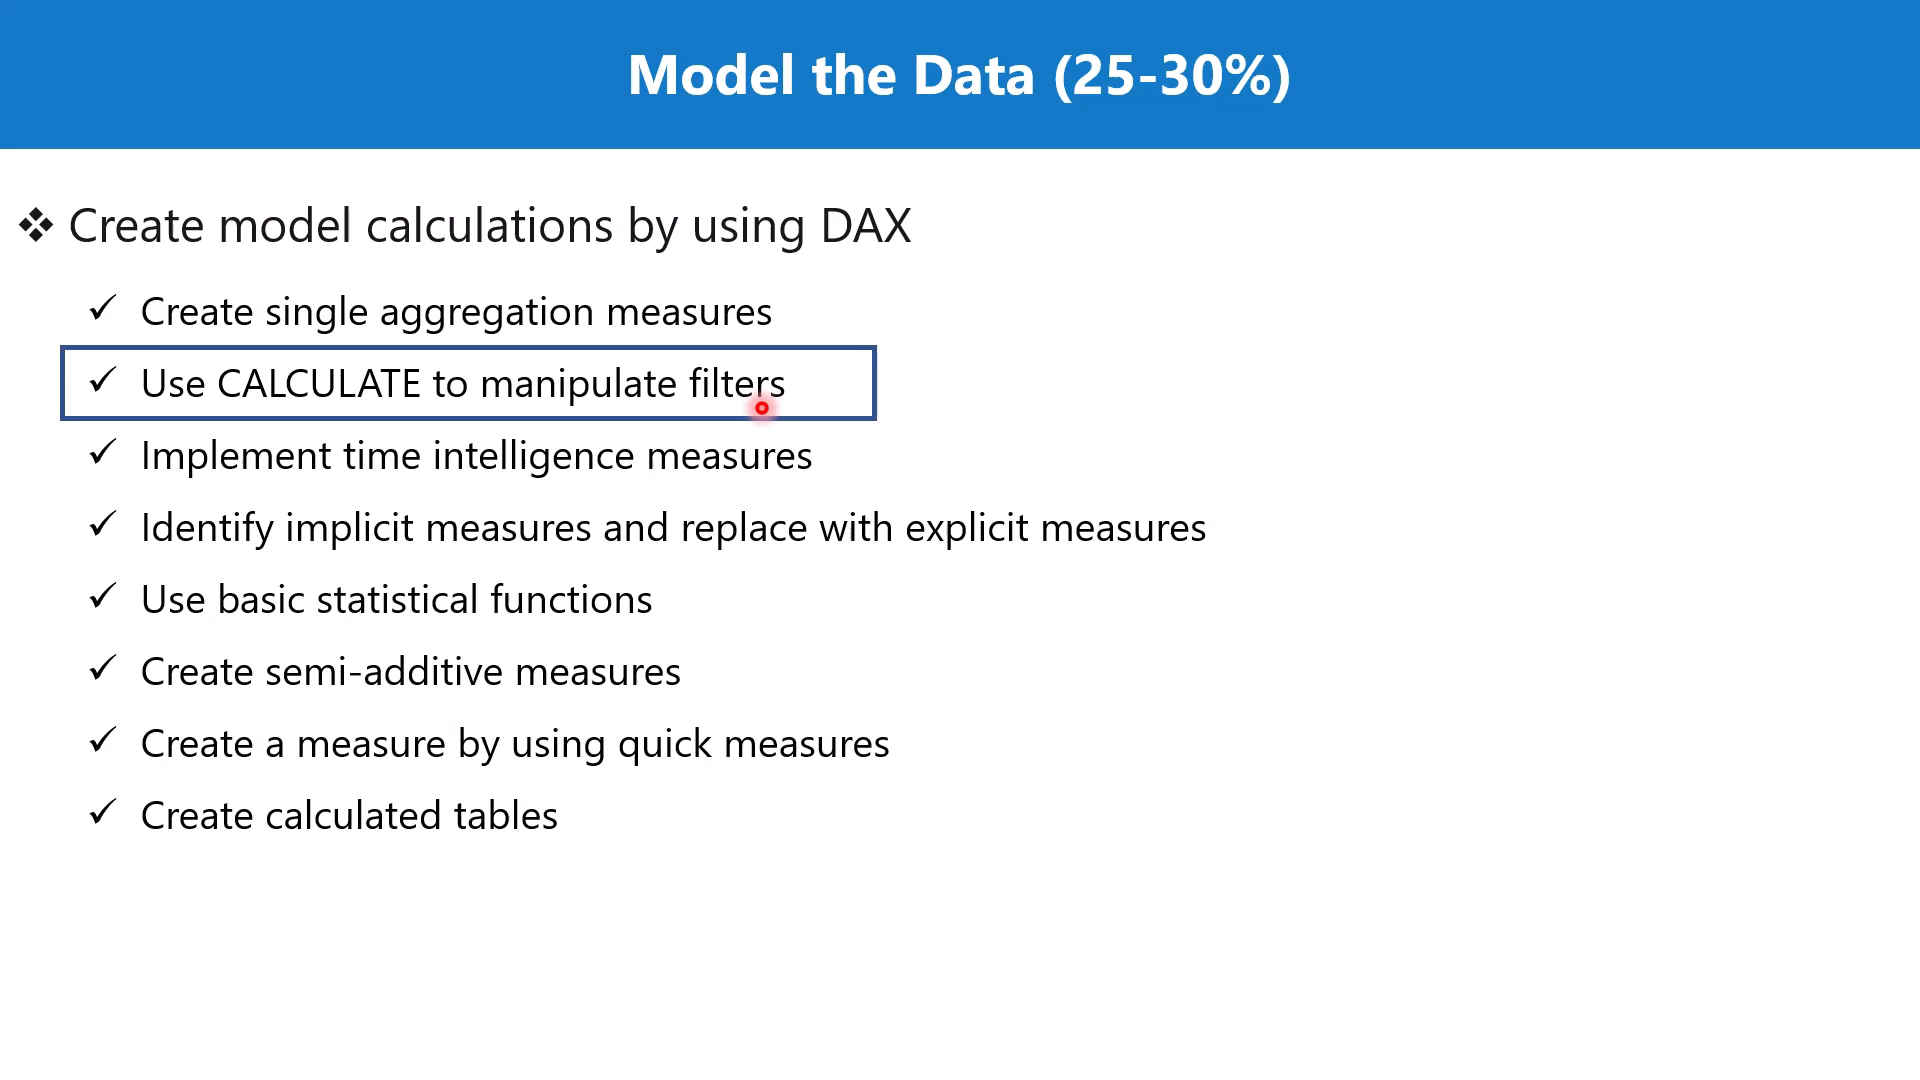 Model the Data (25-30%)
Create model calculations by using DAX
Create single aggregation measures
Use CALCULATE to manipulate filters
Implement time intelligence measures
Identify implicit measures and replace with explicit measures
Use basic statistical functions
Create semi-additive measures
Create a measure by using quick measures
Create calculated tables